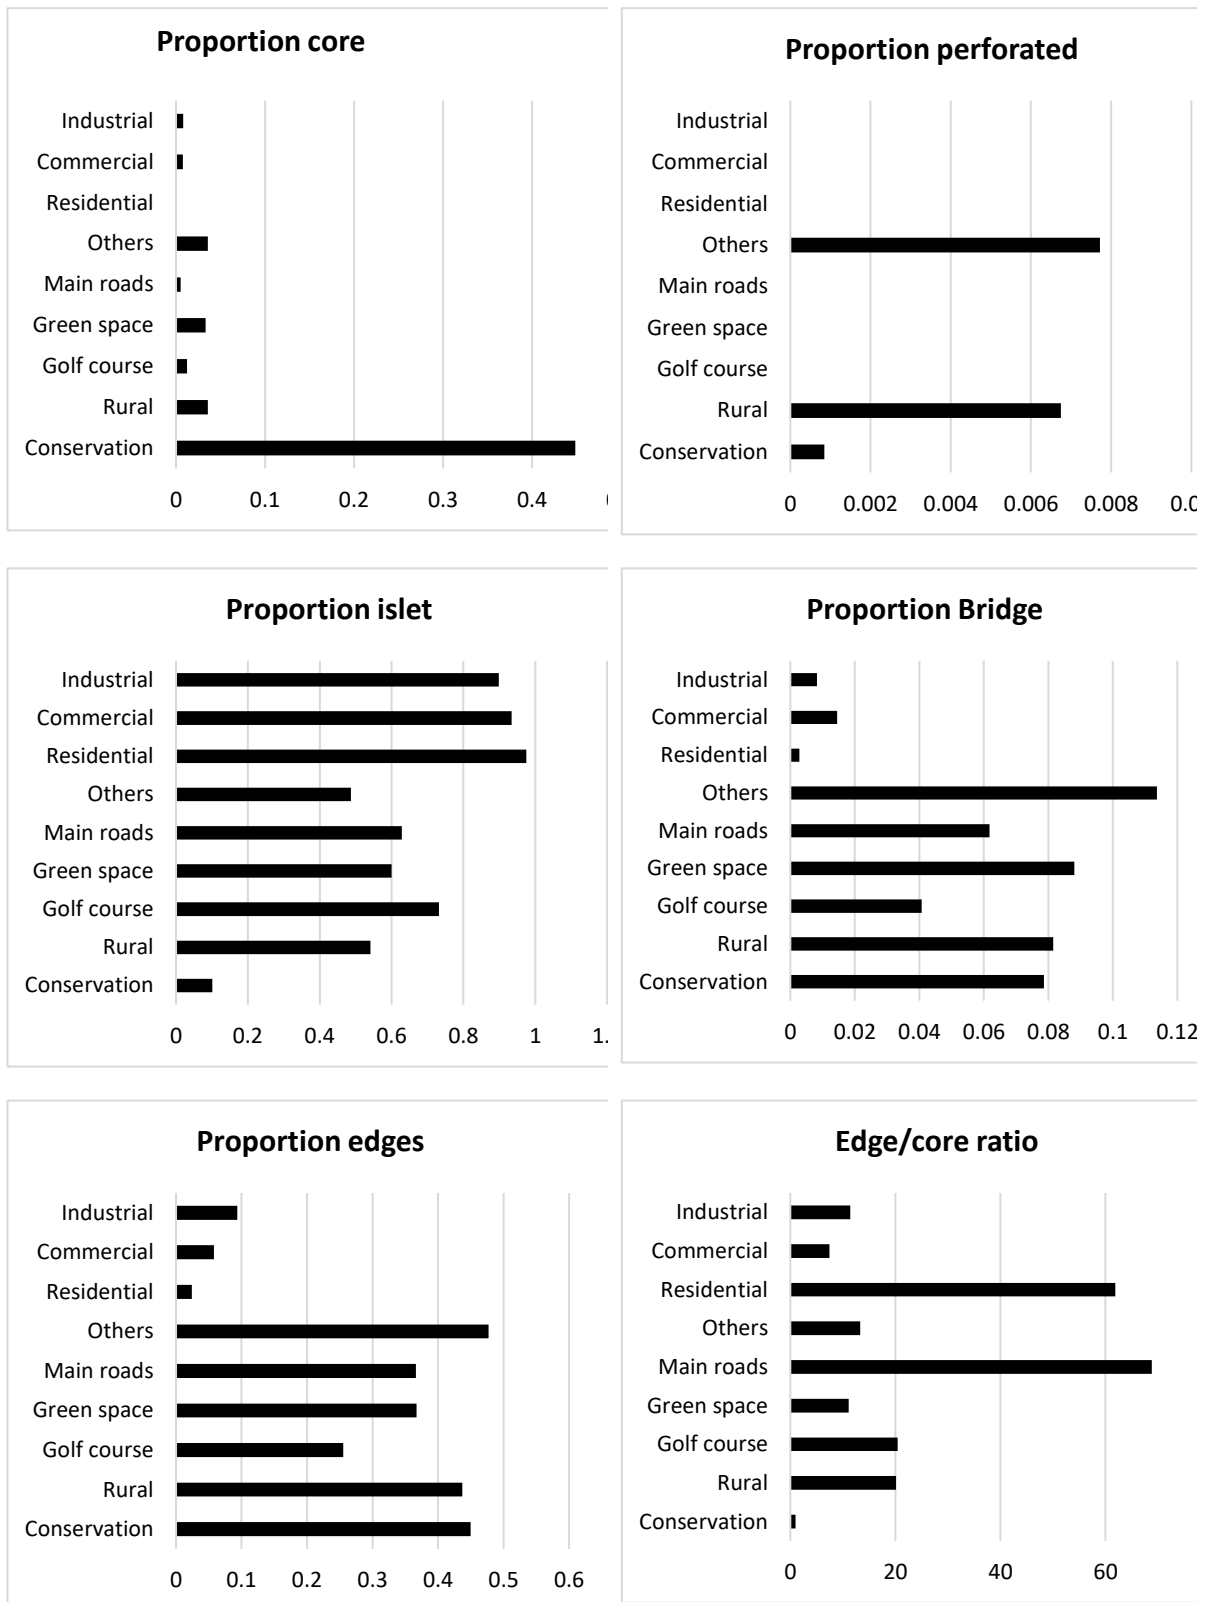 Proportion core
Industrial
Commercial
Residential
Others
Main roads
Green space
Golf course
Rural
Conservation
0 0.1 0.2 0.3 0.4
Proportion perforated
Industrial
Commercial
Residential
Others
Main roads
Green space
Golf course
Rural
Conservation
0 0.002 0.004 0.006 0.008 0.0
Proportion islet
Industrial
Commercial
Residential
Others
Main roads
Green space
Golf course
Rural
Conservation
0 0.2 0.4 0.6 0.8 1 1.
Proportion Bridge
Industrial
Commercial
Residential
Others
Main roads
Green space
Golf course
Rural
Conservation
0 0.02 0.04 0.06 0.08 0.1 0.12
Proportion edges
Industrial
Commercial
Residential
Others
Main roads
Green space
Golf course
Rural
Conservation
0 0.1 0.2 0.3 0.4 0.5 0.6
Edge/core ratio
Industrial
Commercial
Residential
Others
Main roads
Green space
Golf course
Rural
Conservation
0 20 40 60